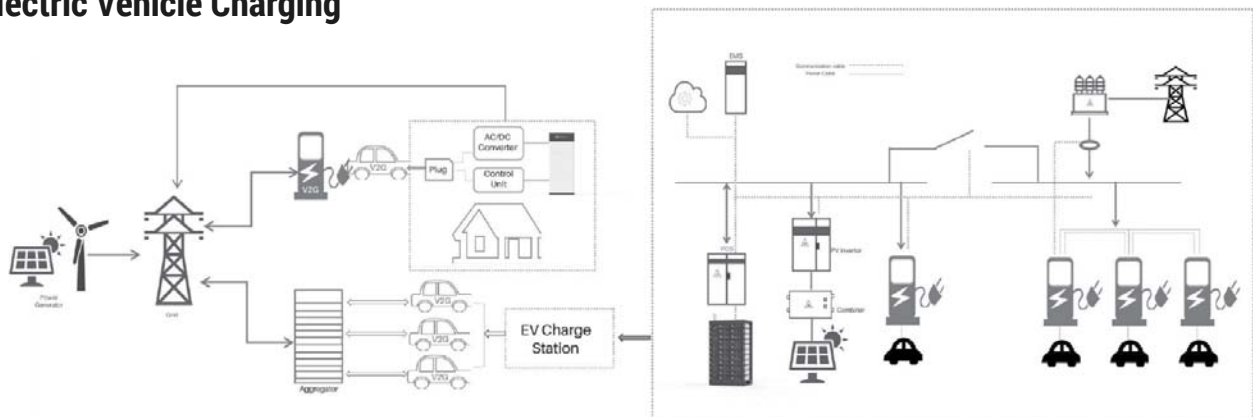 lectric Vehicle Charging
EMS
Communication cable
Power Cable
AC/DC
Converter
V2G
Plug
V2G
Control
Unit
PCS
PV Invertor
Combiner
Power
Generator
Grid
V2G
V2G
V2G
EV Charge
Station
Aggregator